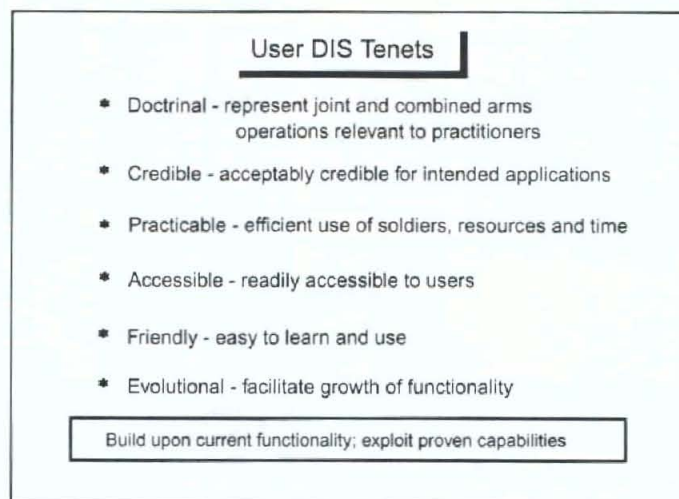 User DIS Tenets
* Doctrinal - represent joint and combined arms
operations relevant to practitioners
* Credible - acceptably credible for intended applications
* Practicable - efficient use of soldiers, resources and time
* Accessible - readily accessible to users
* Friendly - easy to learn and use
* Evolutional - facilitate growth of functionality
Build upon current functionality; exploit proven capabilities